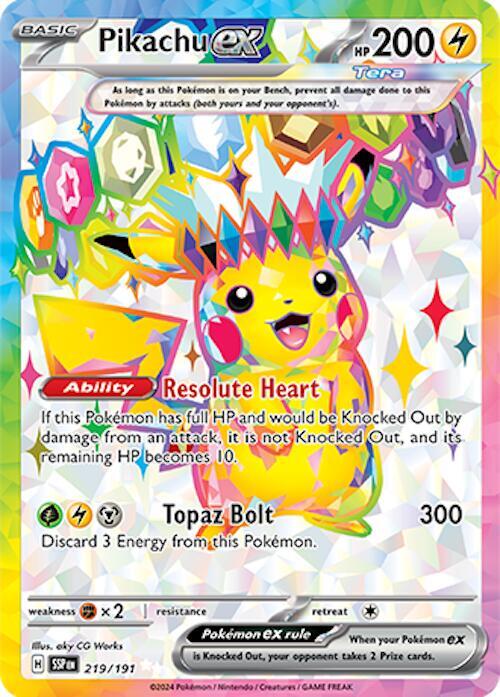 BASIC Pikachu ex HP 200
Tera
As long as this Pokémon is on your Bench, prevent all damage done to this
Pokémon by attacks (both yours and your opponent's).
Ability Resolute Heart
If this Pokémon has full HP and would be Knocked Out by
damage from an attack, it is not Knocked Out, and its
remaining HP becomes 10.
Topaz Bolt 300
Discard 3 Energy from this Pokémon.
weakness ×2 resistance retreat
Illus. aky CG Works
Pokémon ex rule When your Pokémon ex
is Knocked Out, your opponent takes 2 Prize cards.
H SSP EN 219/191
©2024 Pokémon / Nintendo / Creatures / GAME FREAK